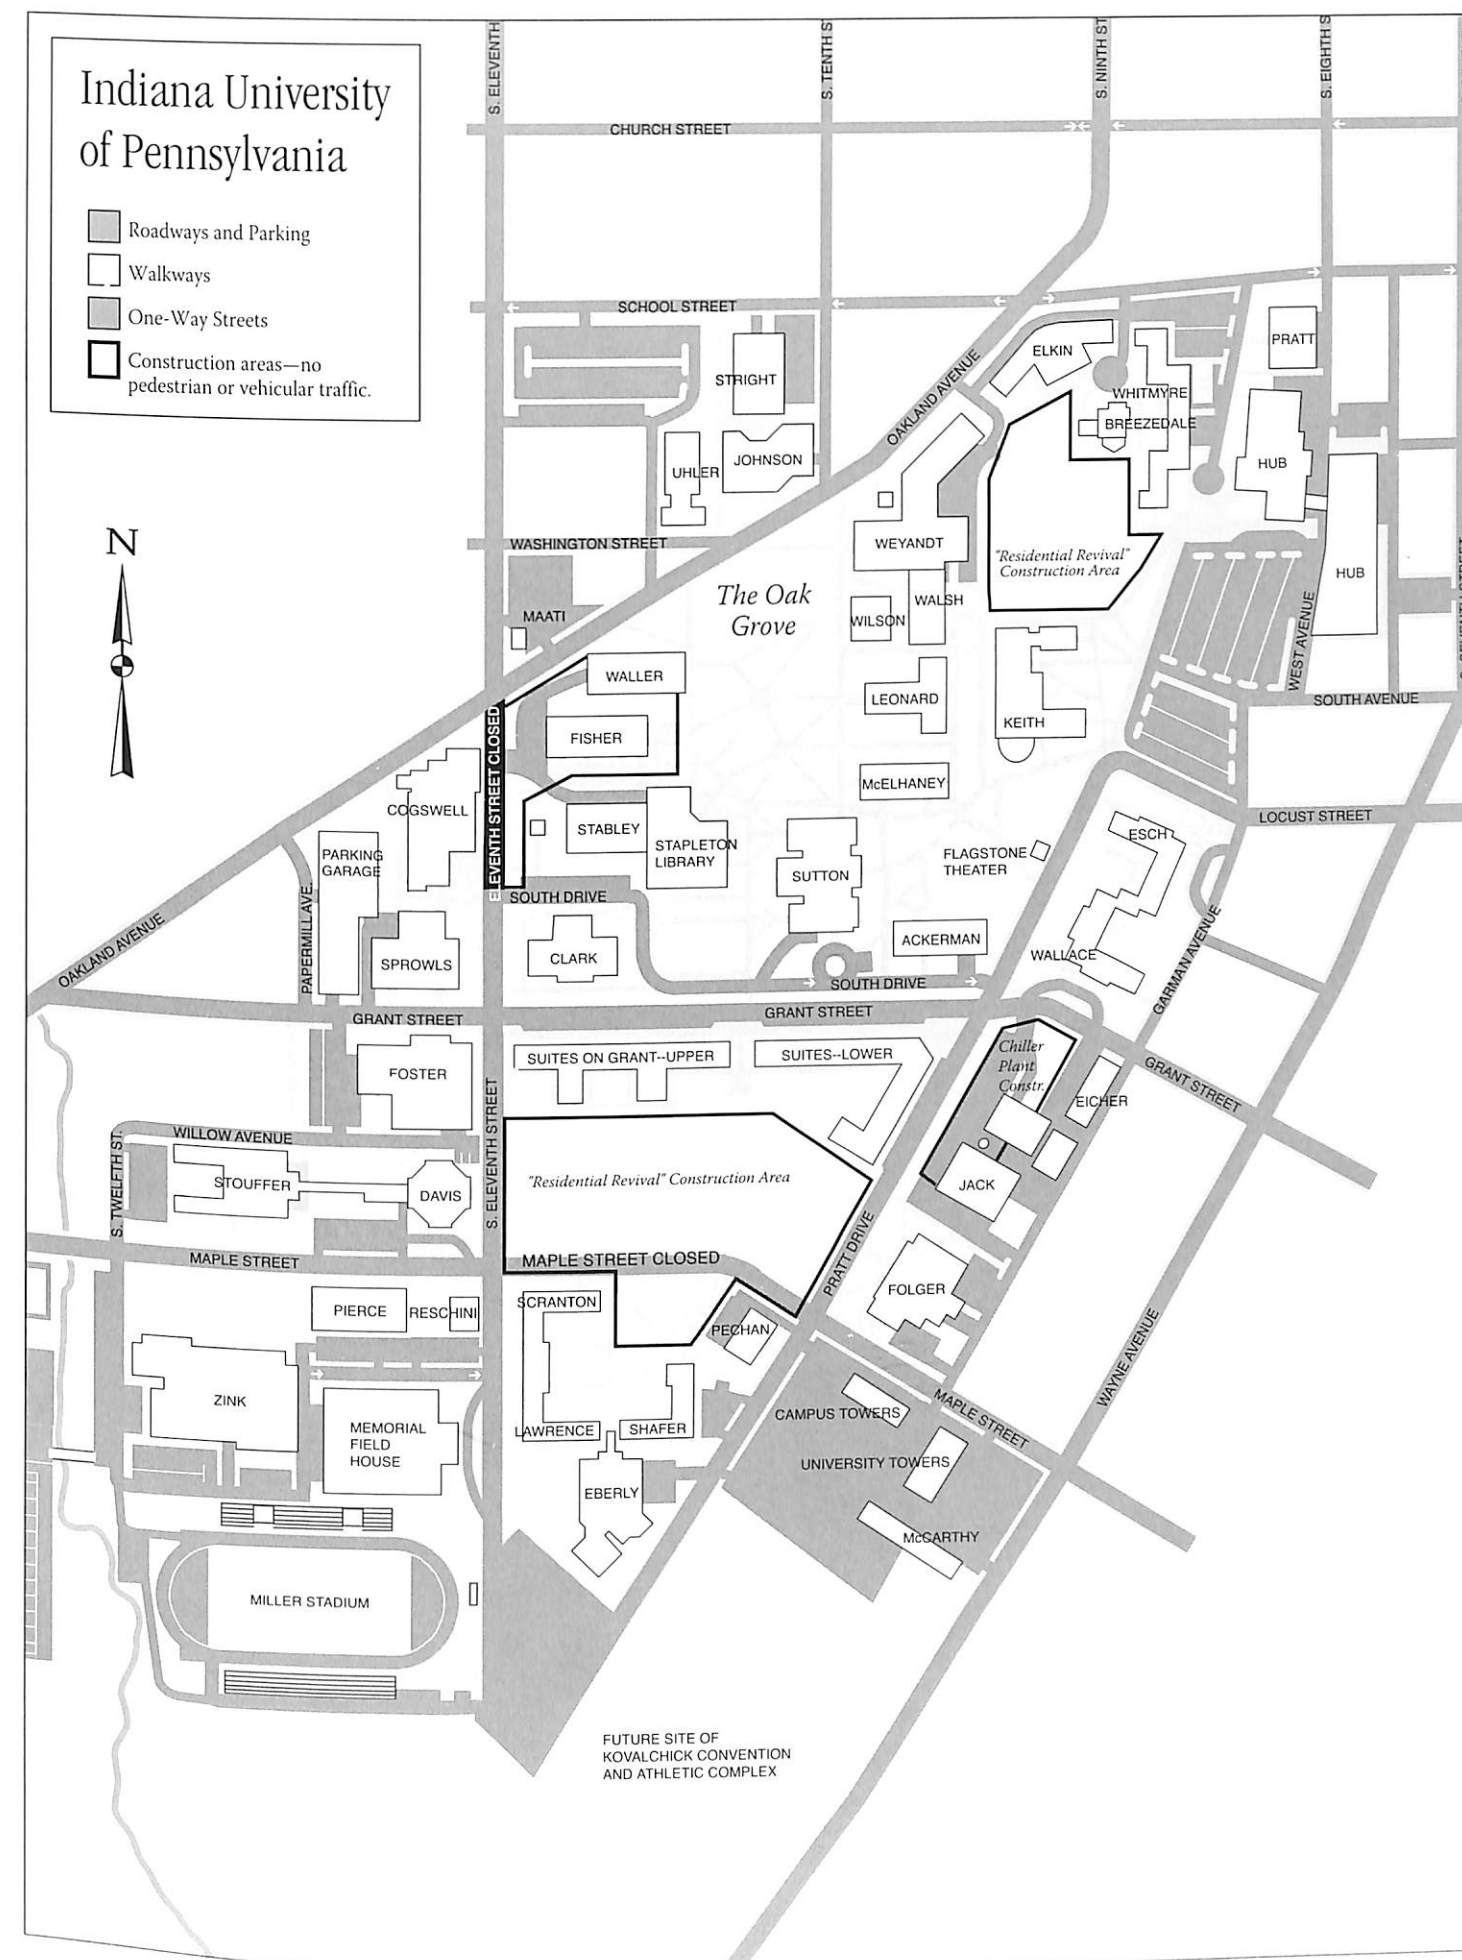 Indiana University
of Pennsylvania
Roadways and Parking
Walkways
One-Way Streets
Construction areas—no
pedestrian or vehicular traffic.
S. ELEVENTH
S. TENTH S
S. NINTH ST
S. EIGHTH S
CHURCH STREET
SCHOOL STREET
STRIGHT
UHLER
JOHNSON
OAKLAND AVENUE
ELKIN
WHITMYRE
BREEZEDALE
PRATT
HUB
HUB
N
WASHINGTON STREET
MAATI
The Oak
Grove
WEYANDT
WALSH
WILSON
"Residential Revival"
Construction Area
WEST AVENUE
SOUTH AVENUE
WALLER
FISHER
LEONARD
KEITH
McELHANEY
ELEVENTH STREET CLOSED
COGSWELL
STABLEY
STAPLETON
LIBRARY
SUTTON
FLAGSTONE
THEATER
ESCH
LOCUST STREET
PARKING
GARAGE
SOUTH DRIVE
OAKLAND AVENUE
PAPERMILL AVE.
SPROWLS
CLARK
ACKERMAN
WALLACE
GARMAN AVENUE
SOUTH DRIVE
GRANT STREET
GRANT STREET
GRANT STREET
FOSTER
SUITES ON GRANT--UPPER
SUITES--LOWER
Chiller
Plant
Constr.
EICHER
S. ELEVENTH STREET
WILLOW AVENUE
S. TWELFTH ST.
STOUFFER
DAVIS
"Residential Revival" Construction Area
JACK
MAPLE STREET
MAPLE STREET CLOSED
PRATT DRIVE
FOLGER
PIERCE
RESCHINI
SCRANTON
PECHAN
WAYNE AVENUE
ZINK
MEMORIAL
FIELD
HOUSE
LAWRENCE
SHAFER
EBERLY
CAMPUS TOWERS
MAPLE STREET
UNIVERSITY TOWERS
McCARTHY
MILLER STADIUM
FUTURE SITE OF
KOVALCHICK CONVENTION
AND ATHLETIC COMPLEX